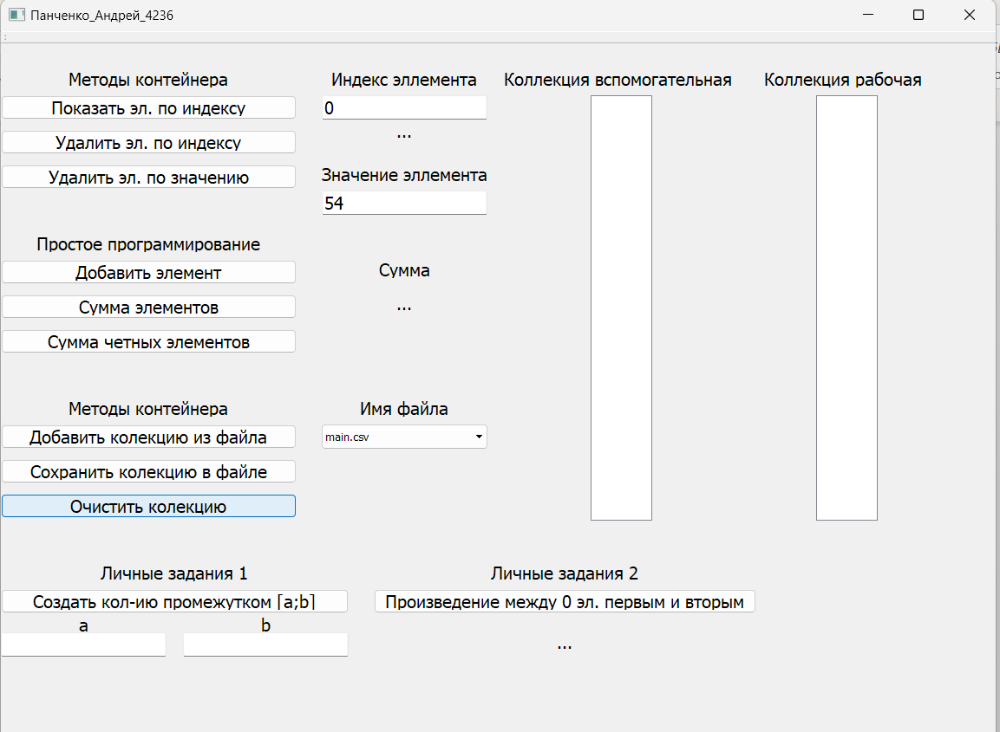 Панченко_Андрей_4236
Методы контейнера
Индекс эллемента
Коллекция вспомогательная
Коллекция рабочая
Показать эл. по индексу
0
...
Удалить эл. по индексу
Удалить эл. по значению
Значение эллемента
54
Простое программирование
Добавить элемент
Сумма
Сумма элементов
...
Сумма четных элементов
Методы контейнера
Имя файла
Добавить колекцию из файла
main.csv
Сохранить колекцию в файле
Очистить колекцию
Личные задания 1
Личные задания 2
Создать кол-ию промежутком [a;b]
Произведение между 0 эл. первым и вторым
a
b
...